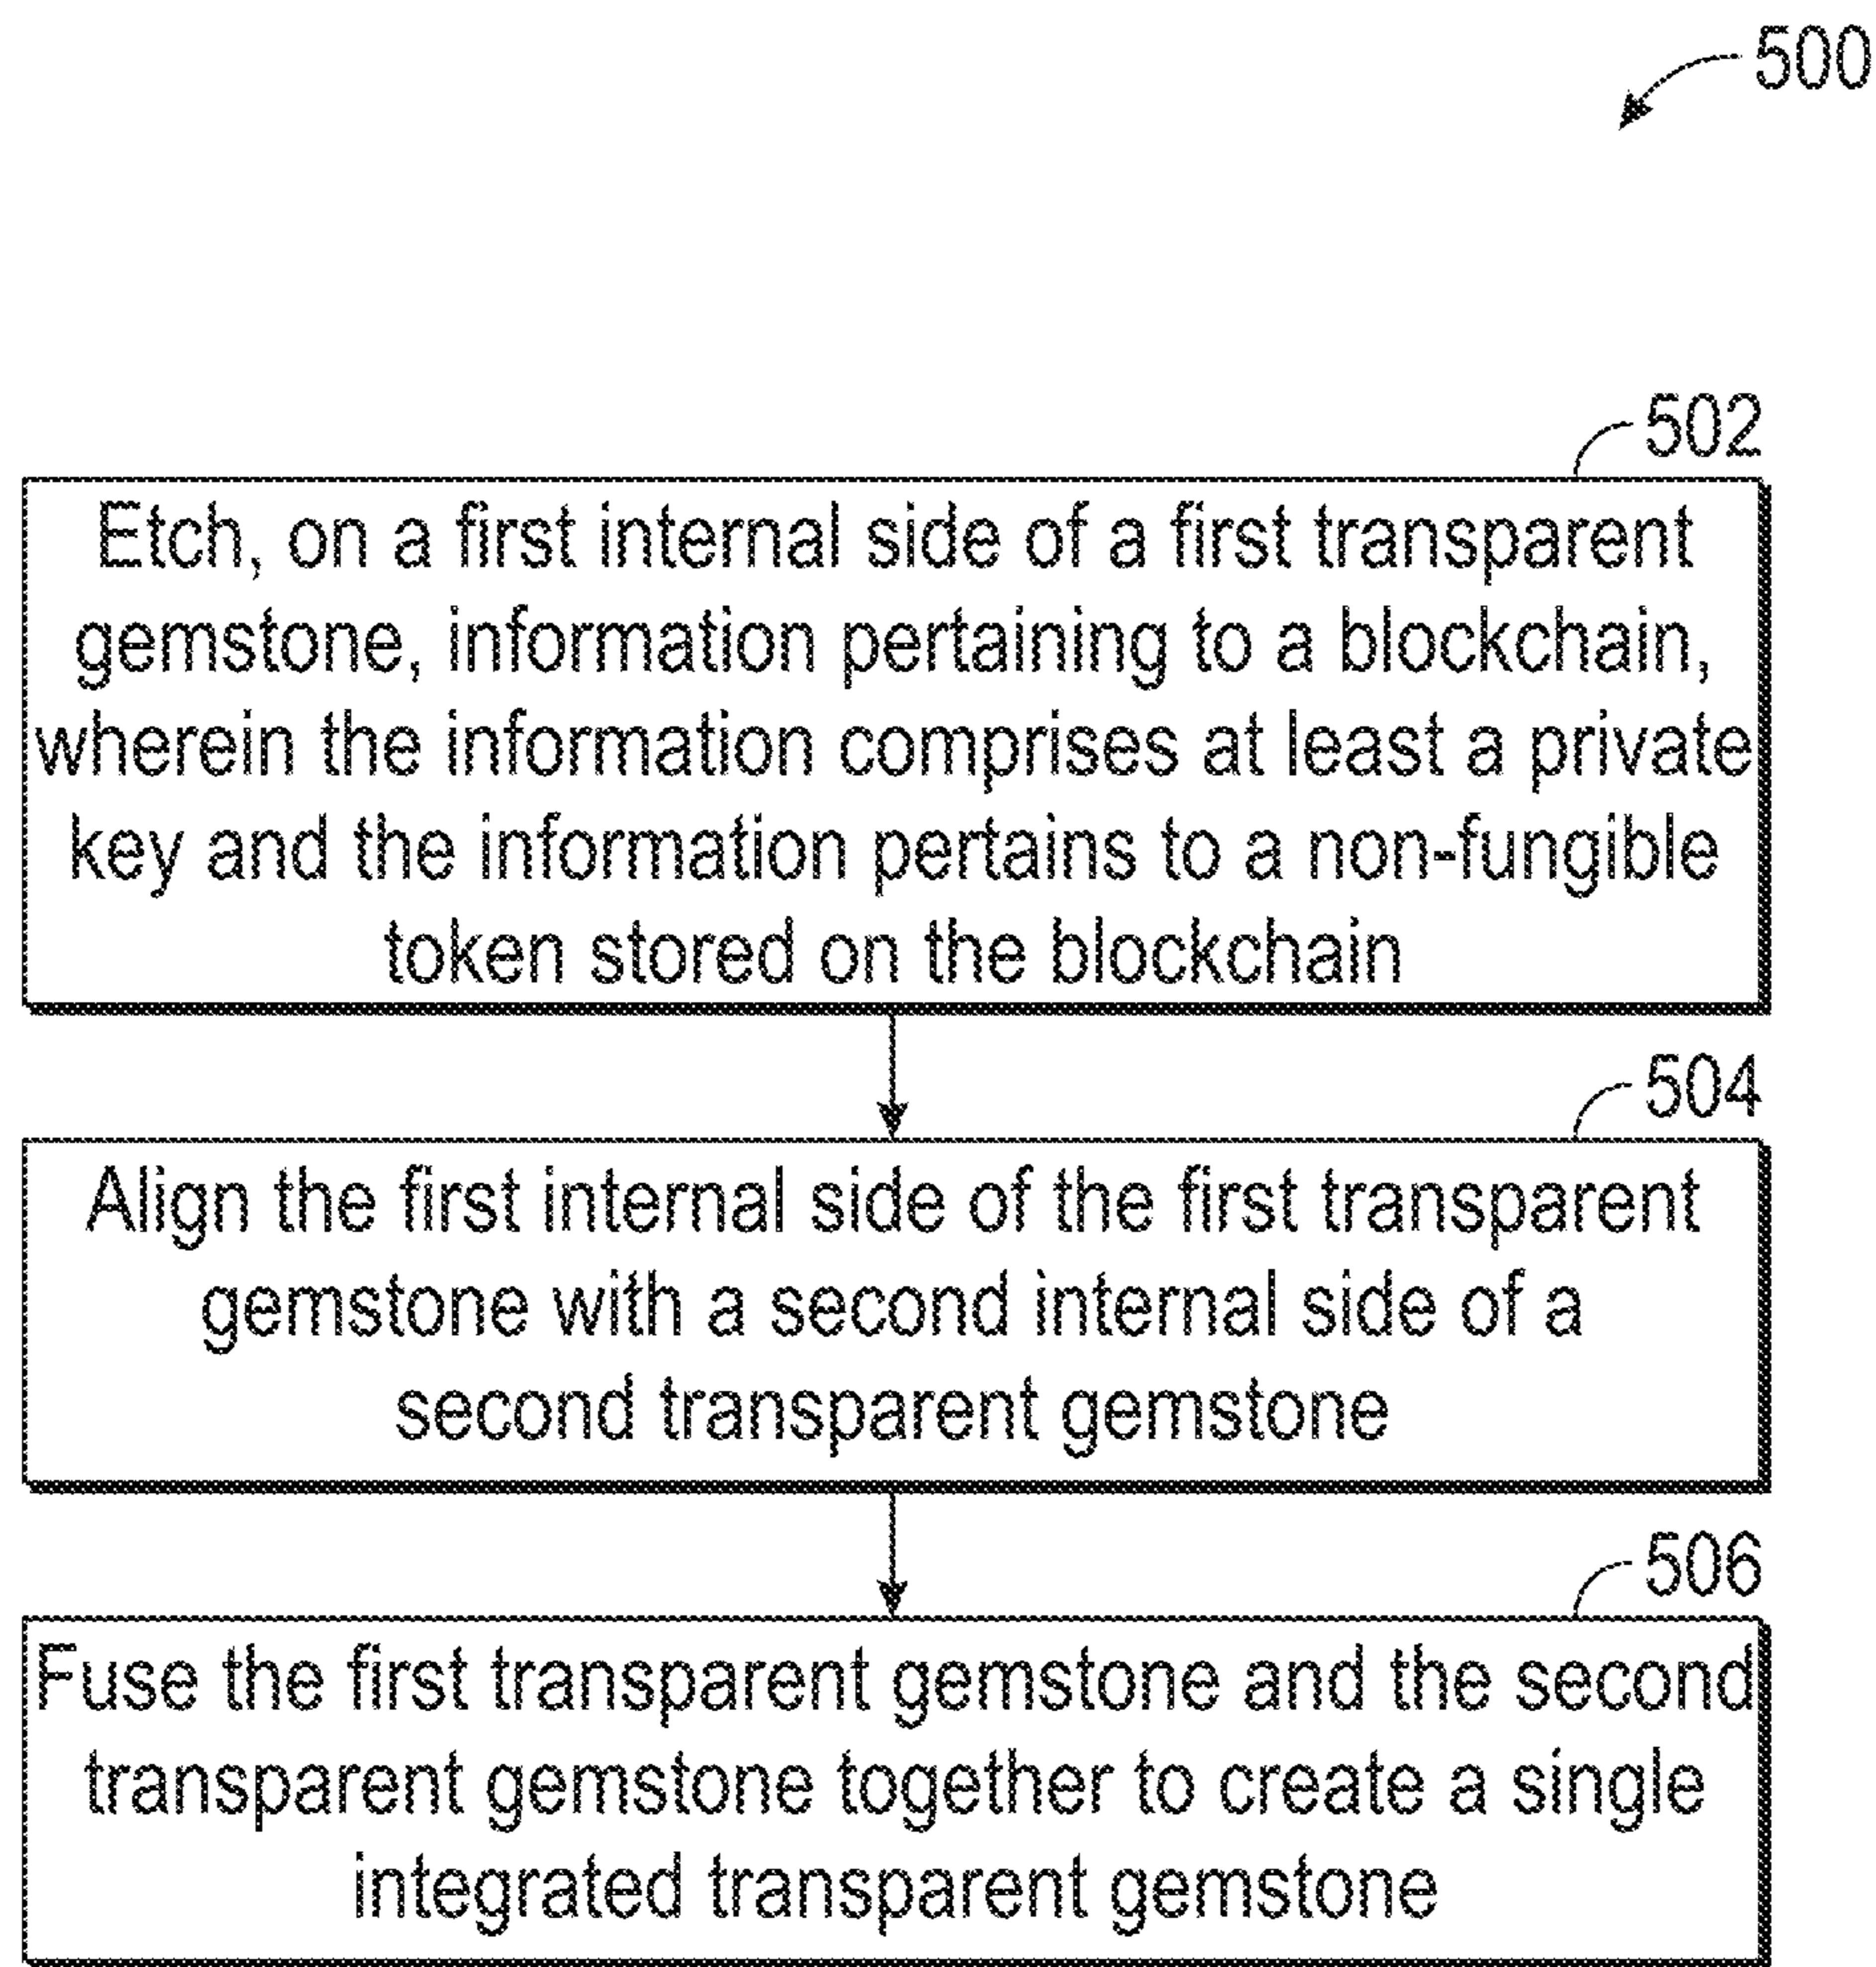 500
502
Etch, on a first internal side of a first transparent
gemstone, information pertaining to a blockchain,
wherein the information comprises at least a private
key and the information pertains to a non-fungible
token stored on the blockchain
504
Align the first internal side of the first transparent
gemstone with a second internal side of a
second transparent gemstone
506
Fuse the first transparent gemstone and the second
transparent gemstone together to create a single
integrated transparent gemstone